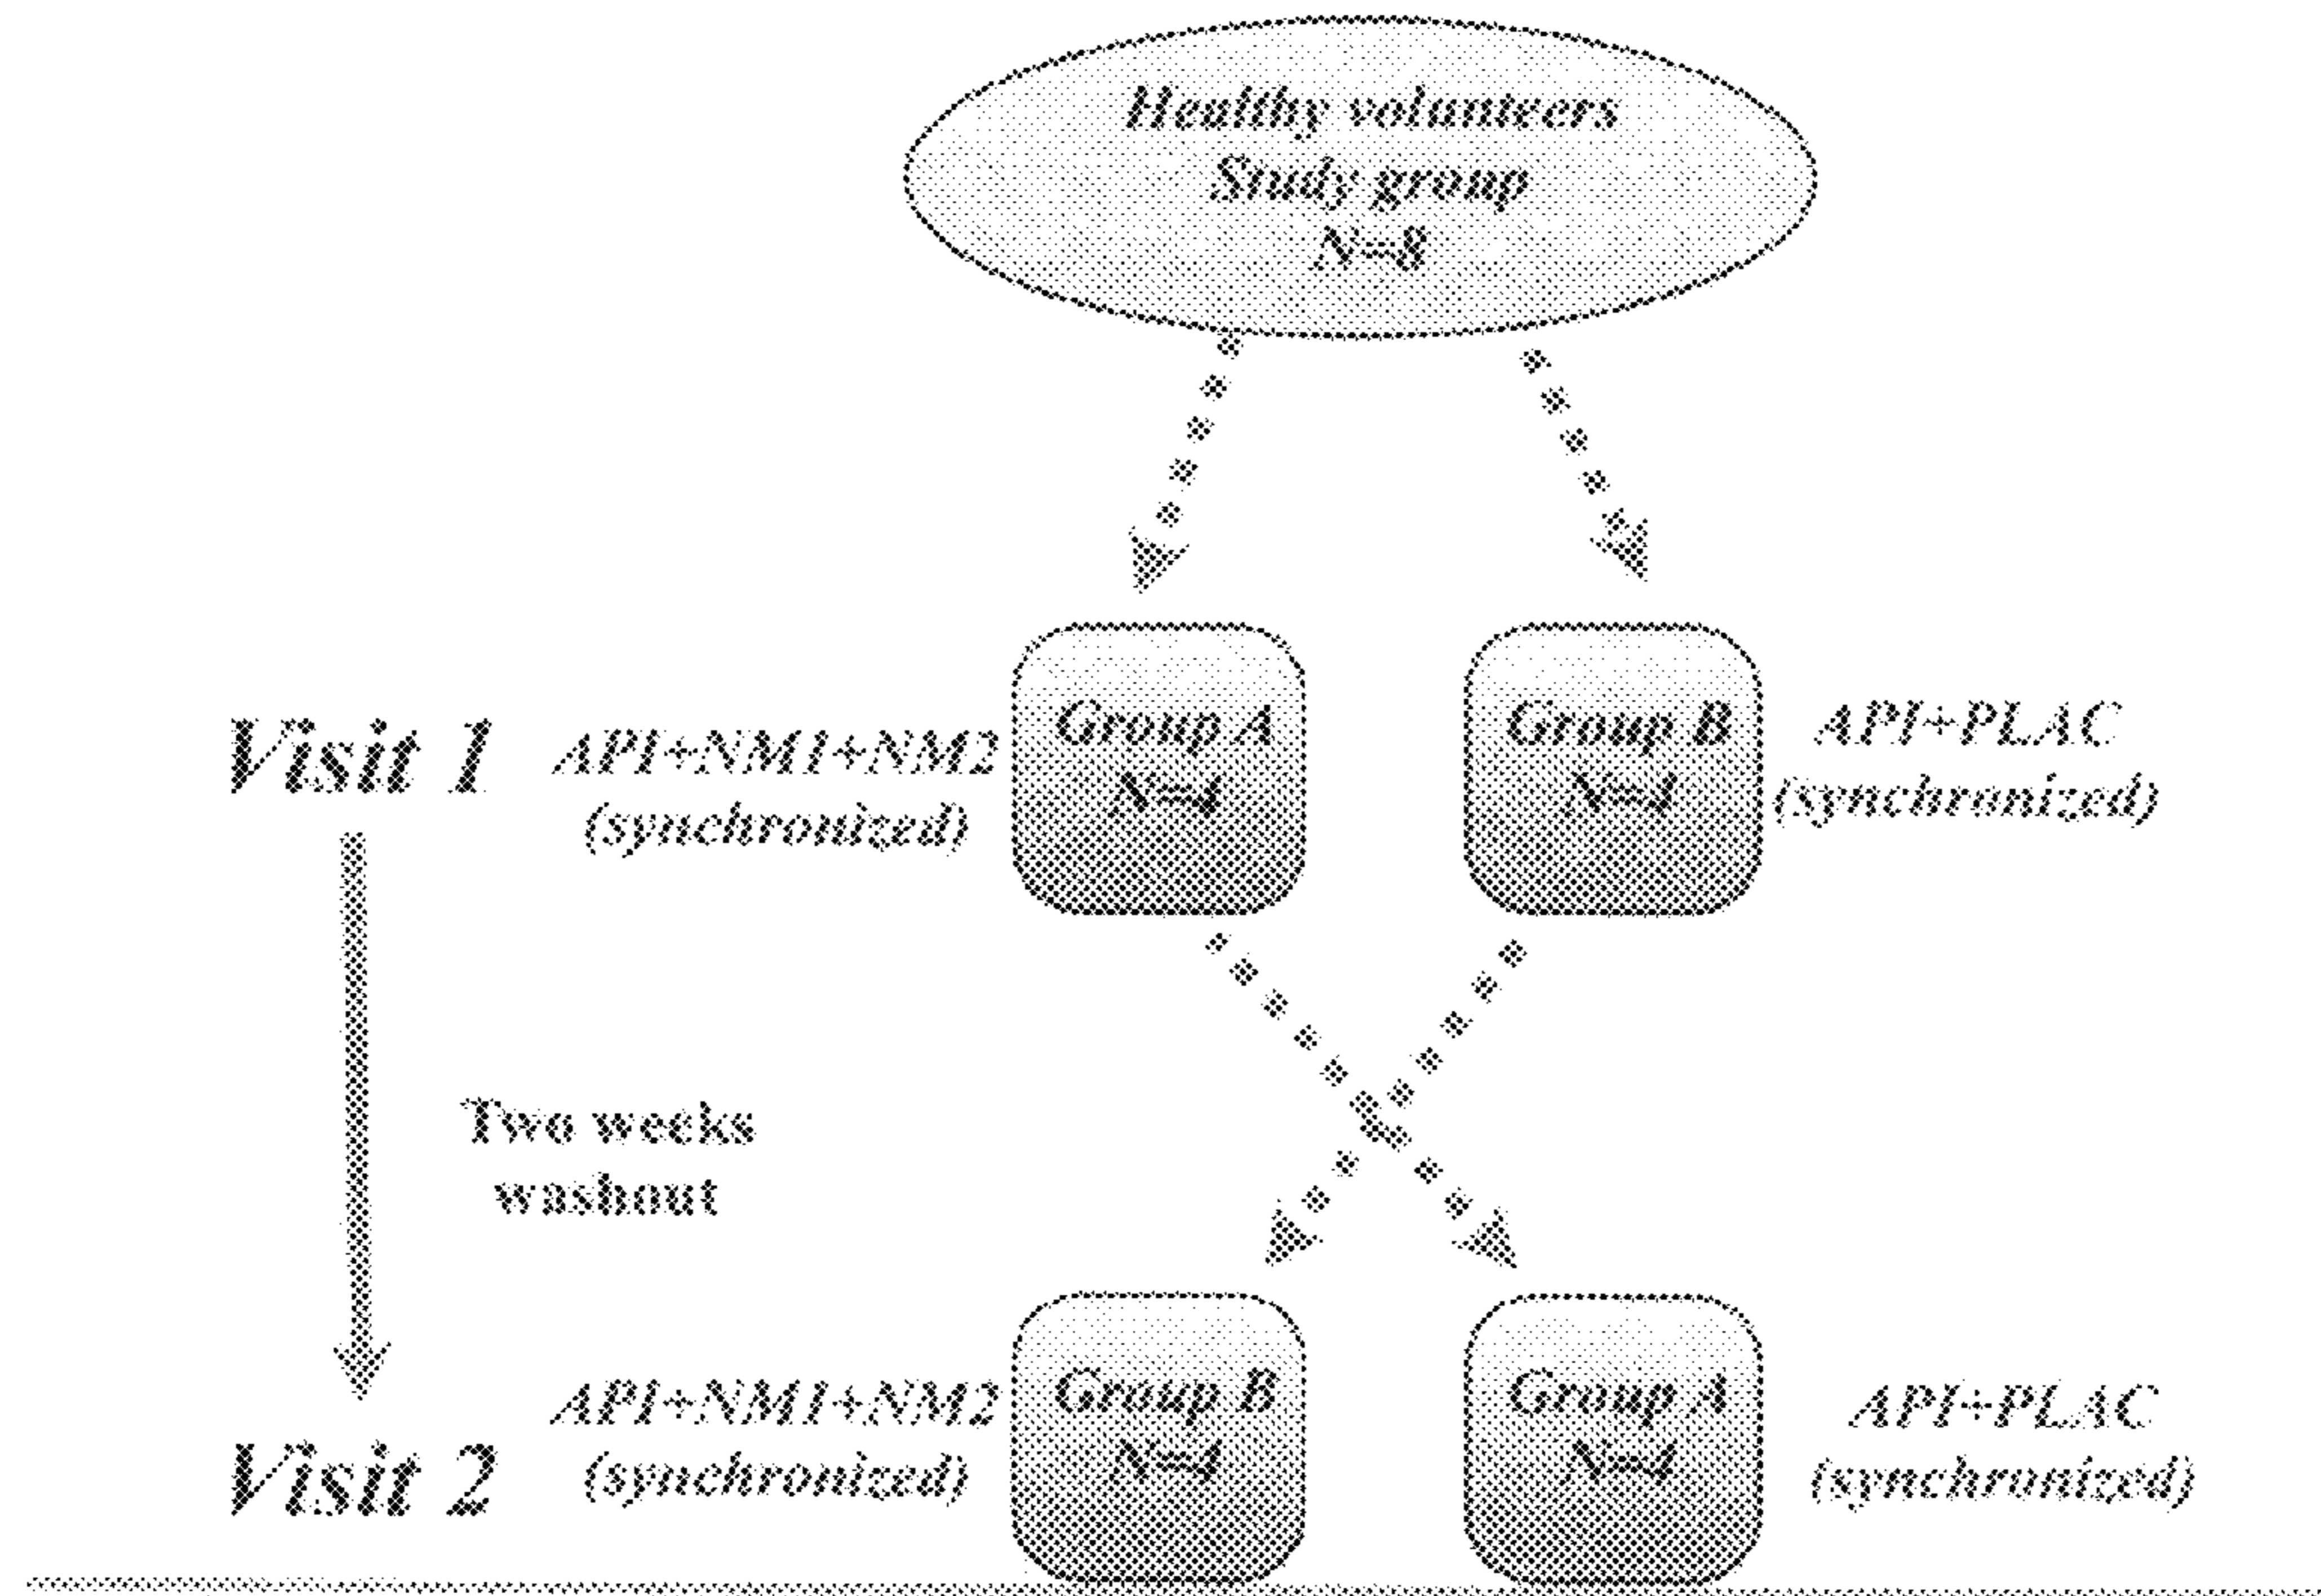 Healthy volunteers
Study group
N=8
Visit 1
API+NM1+NM2
(synchronized)
Group A
N=4
Group B
N=4
API+PLAC
(synchronized)
Two weeks
washout
Visit 2
API+NM1+NM2
(synchronized)
Group B
N=4
Group A
N=4
API+PLAC
(synchronized)